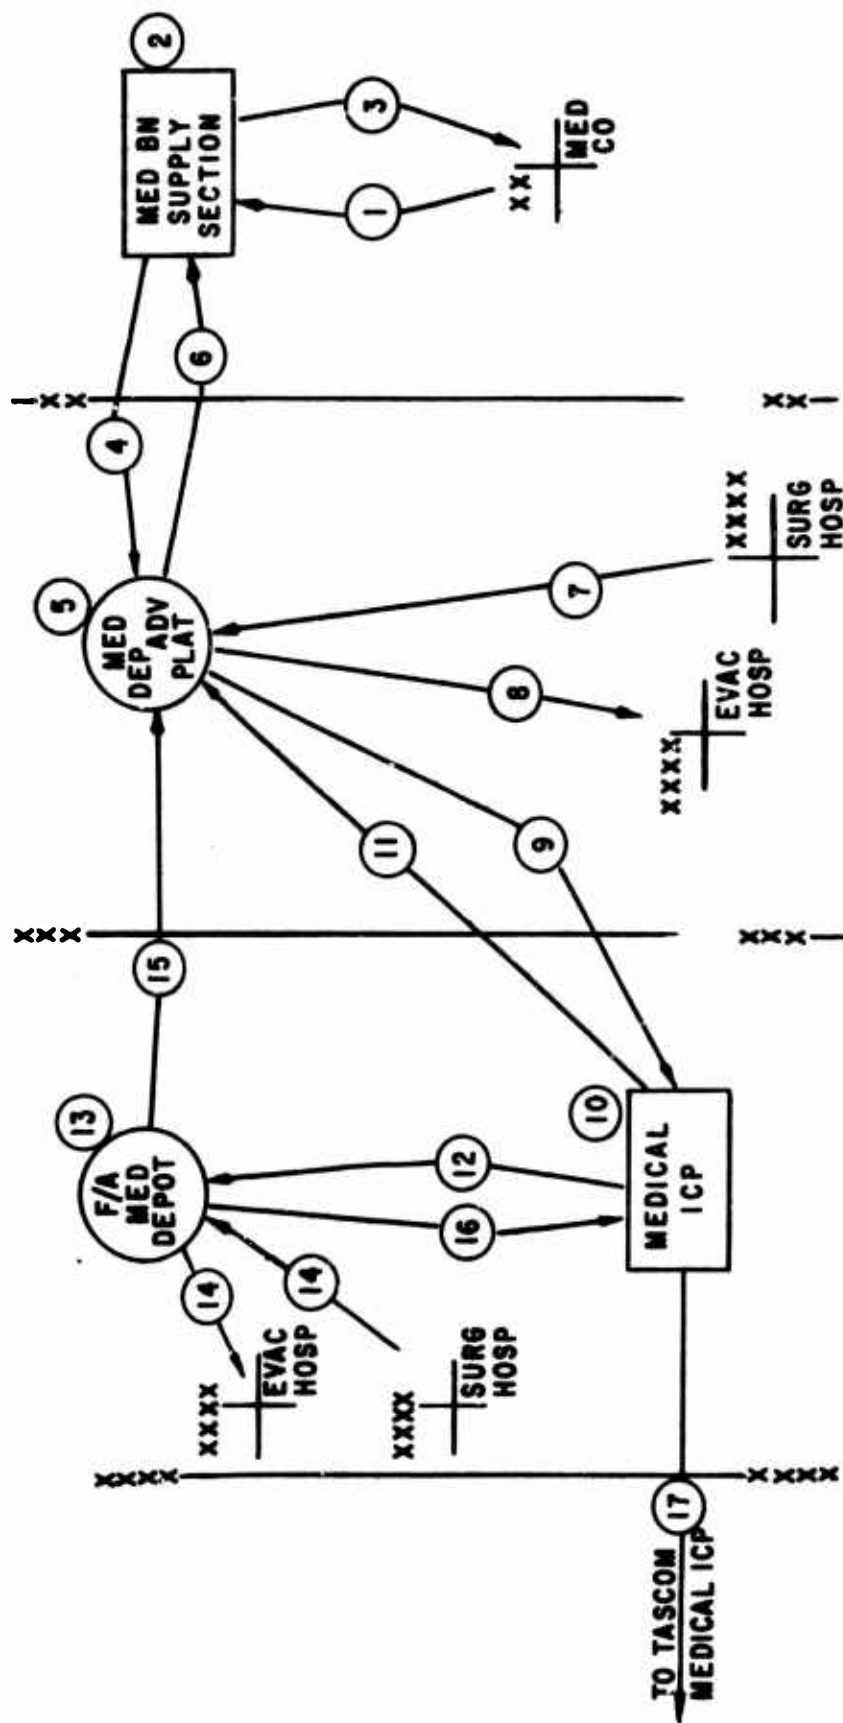 2
MED BN
SUPPLY
SECTION
1
3
XX
MED
CO
4
6
I
XX
XX
I
5
MED
DEP ADV
PLAT
7
8
XXXX
SURG
HOSP
XXXX
EVAC
HOSP
9
11
XXX
XXX
I
15
13
F/A
MED
DEPOT
12
16
10
MEDICAL
ICP
14
14
XXXX
EVAC
HOSP
XXXX
SURG
HOSP
XXXX
XXXX
17
TO TASCOM
MEDICAL ICP